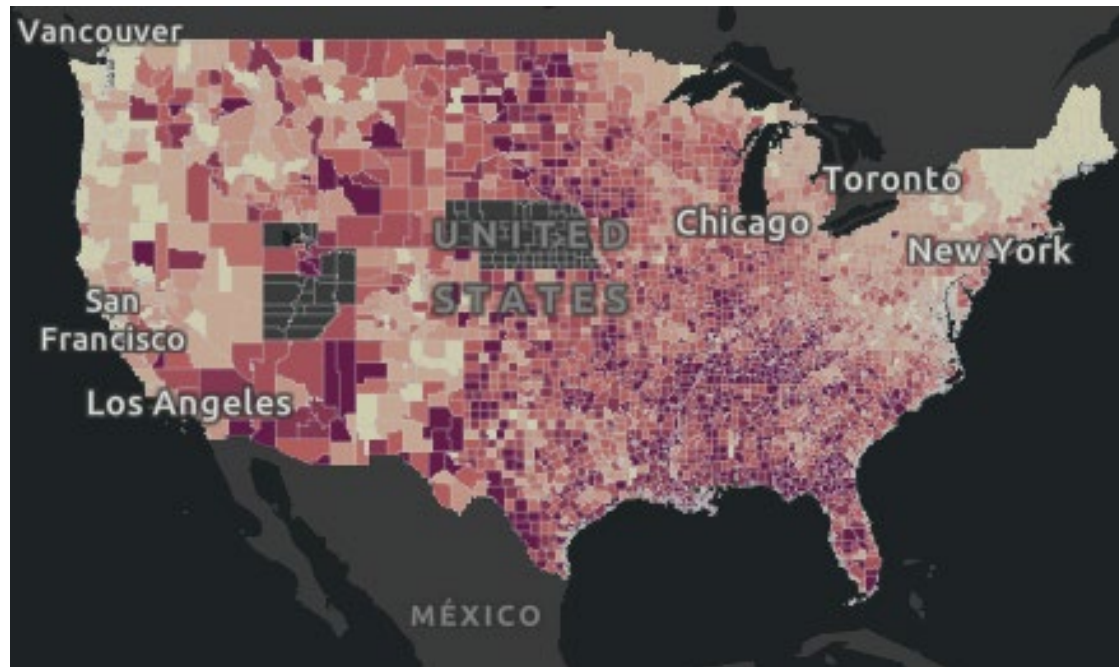 Vancouver
Toronto
Chicago
UNITED
New York
STATES
San
Francisco
Los Angeles
MÉXICO